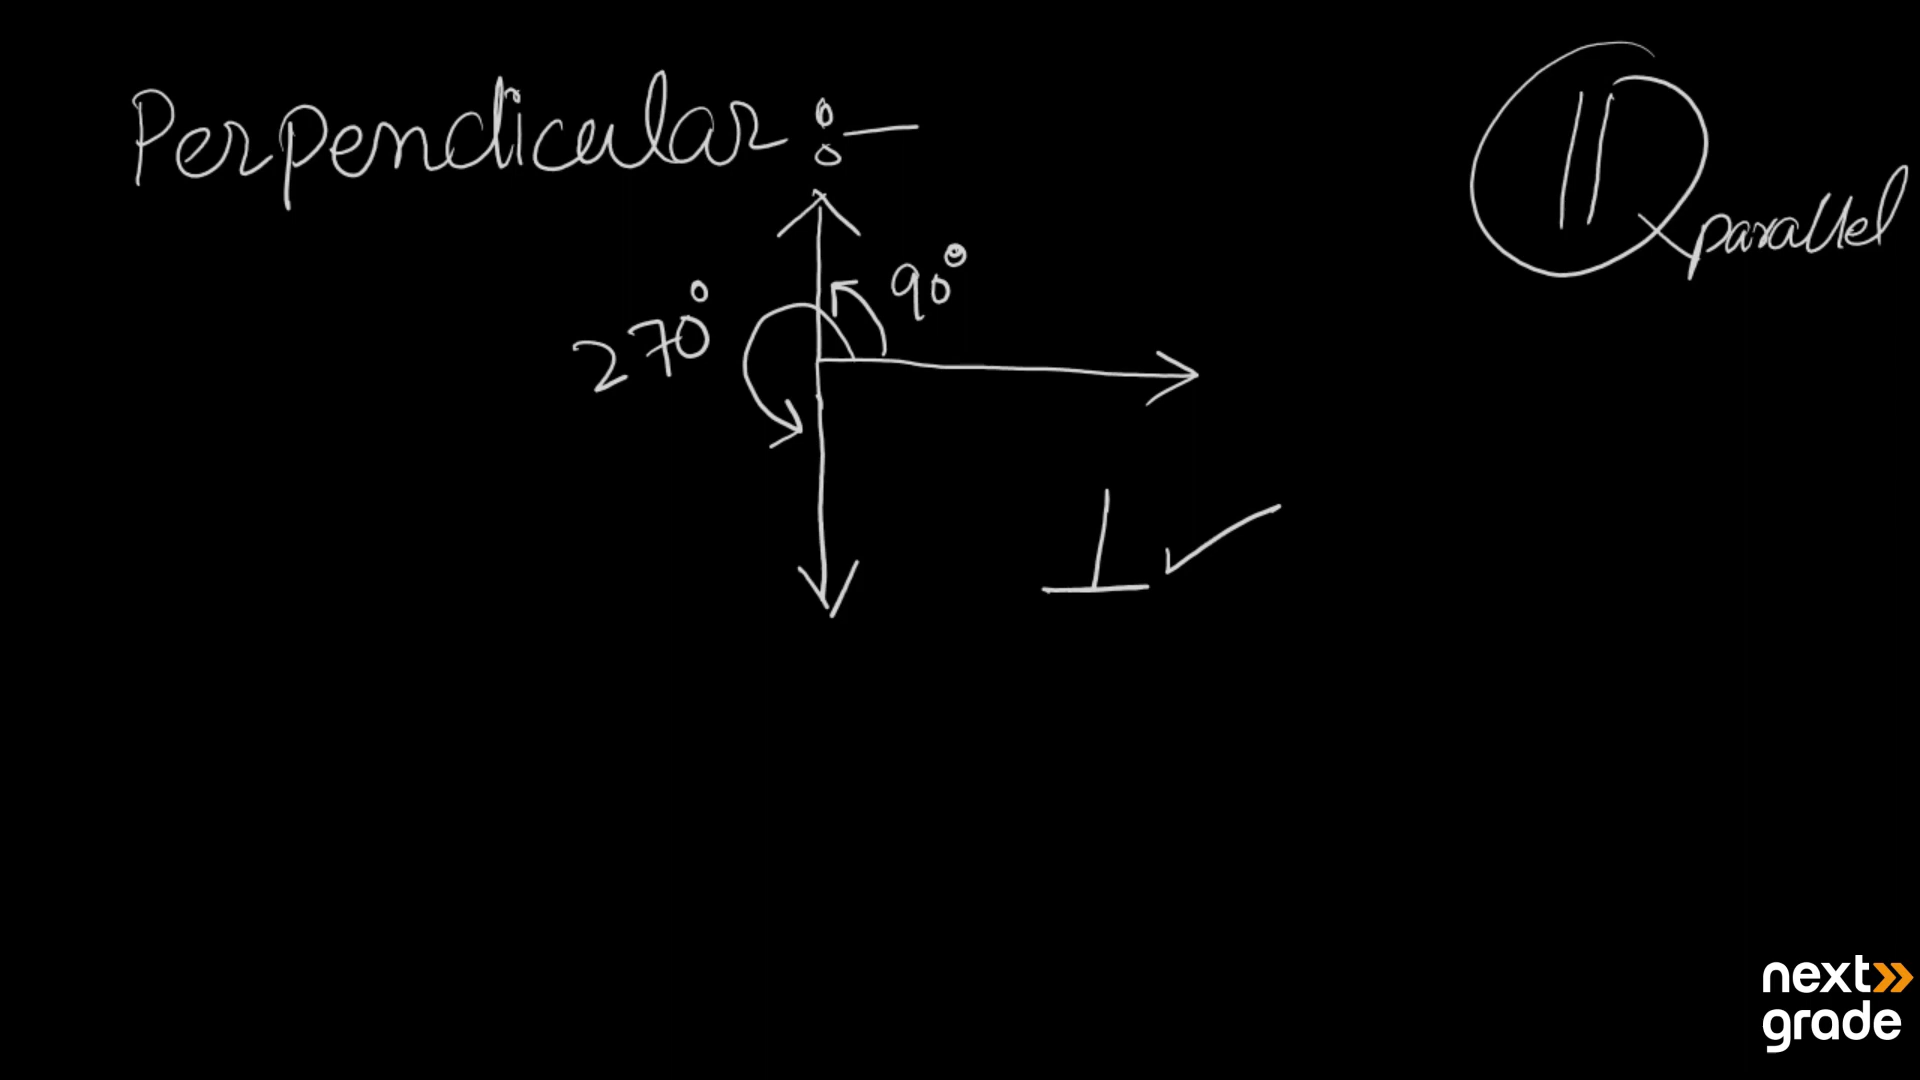 Perpendicular :-
||
parallel
90°
270°
⊥ ✓
next
grade